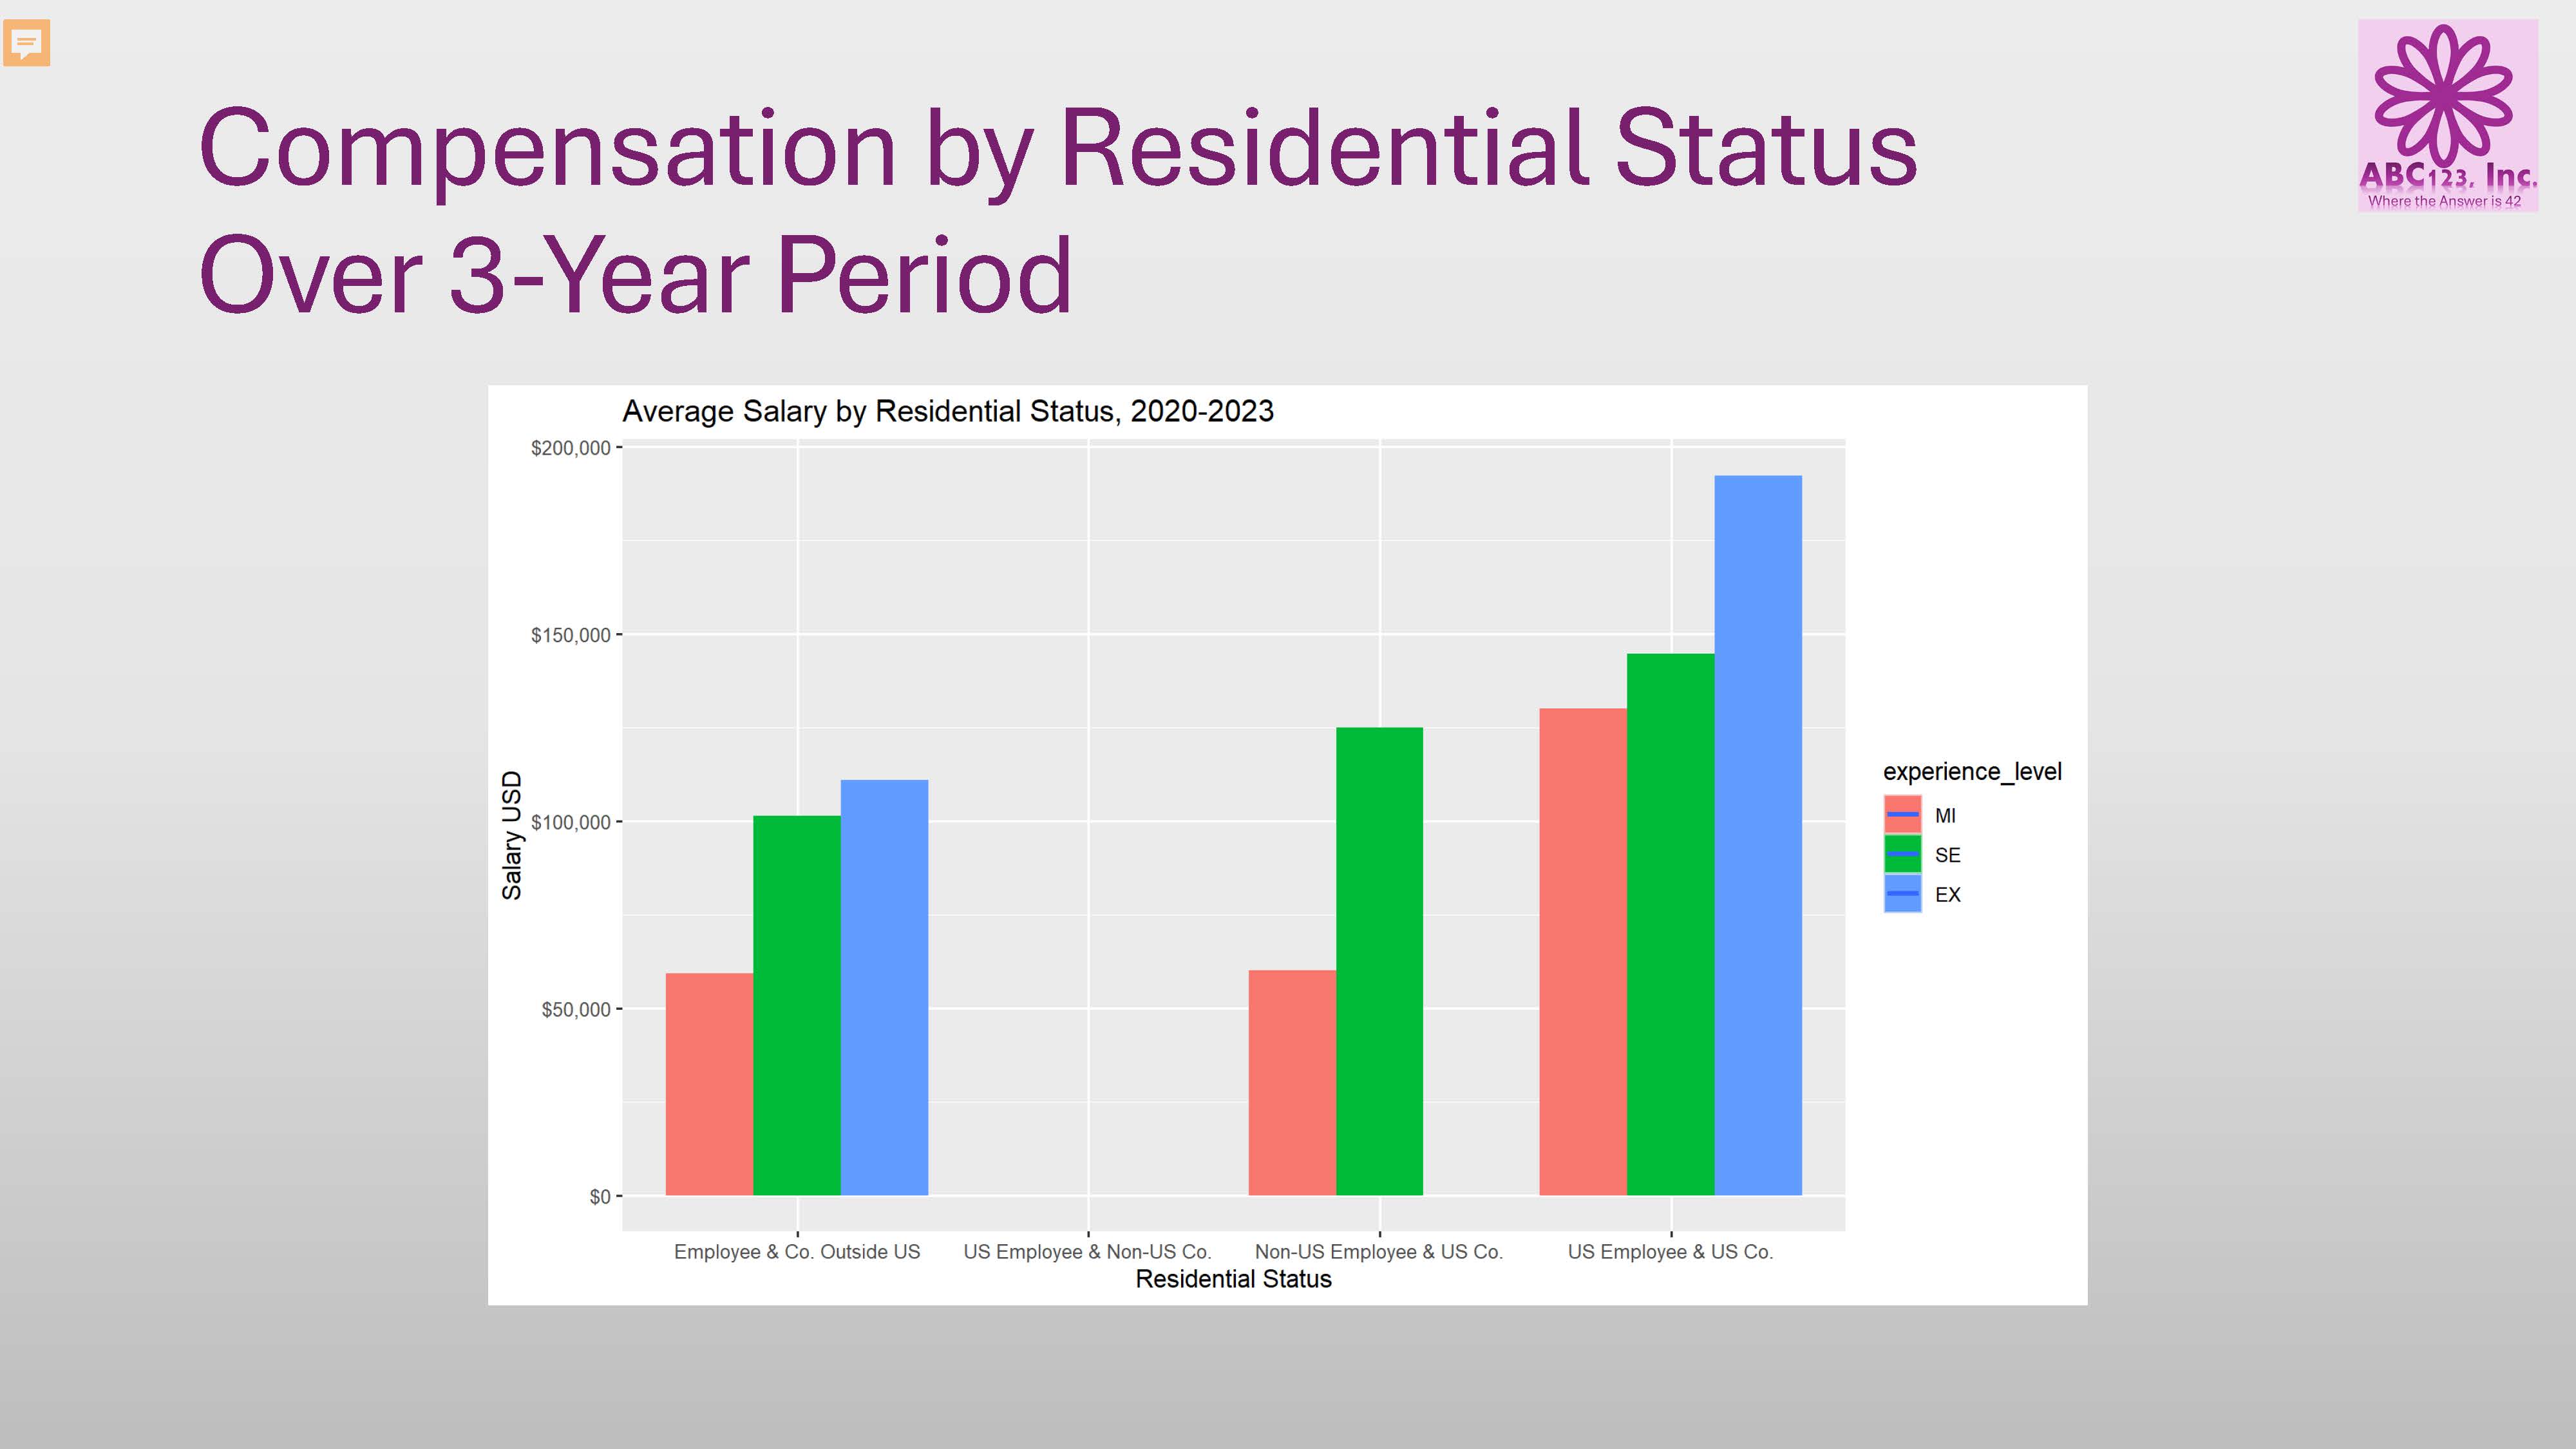 Compensation by Residential Status
Over 3-Year Period
ABC123, Inc.
Where the Answer is 42
Average Salary by Residential Status, 2020-2023
$200,000
$150,000
$100,000
$50,000
$0
Salary USD
Employee & Co. Outside US
US Employee & Non-US Co.
Non-US Employee & US Co.
US Employee & US Co.
Residential Status
experience_level
MI
SE
EX